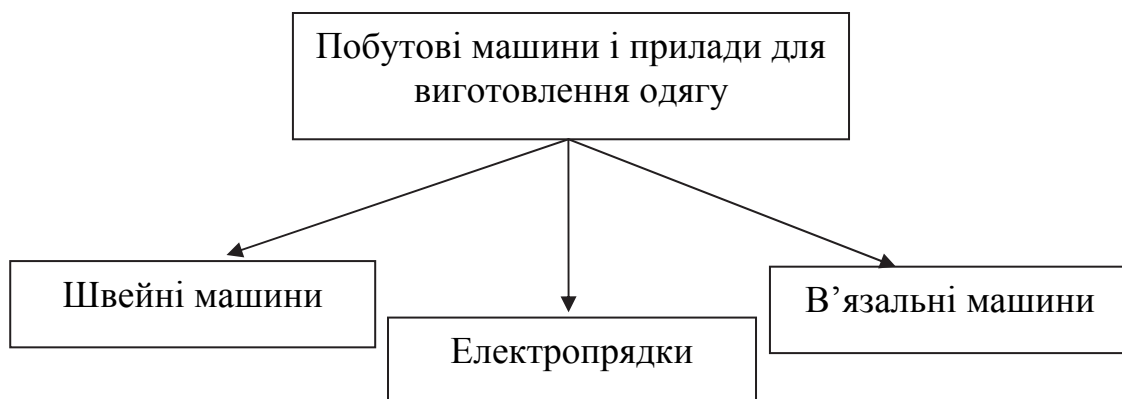 Побутові машини і прилади для
виготовлення одягу
Швейні машини
Електропрядки
В’язальні машини